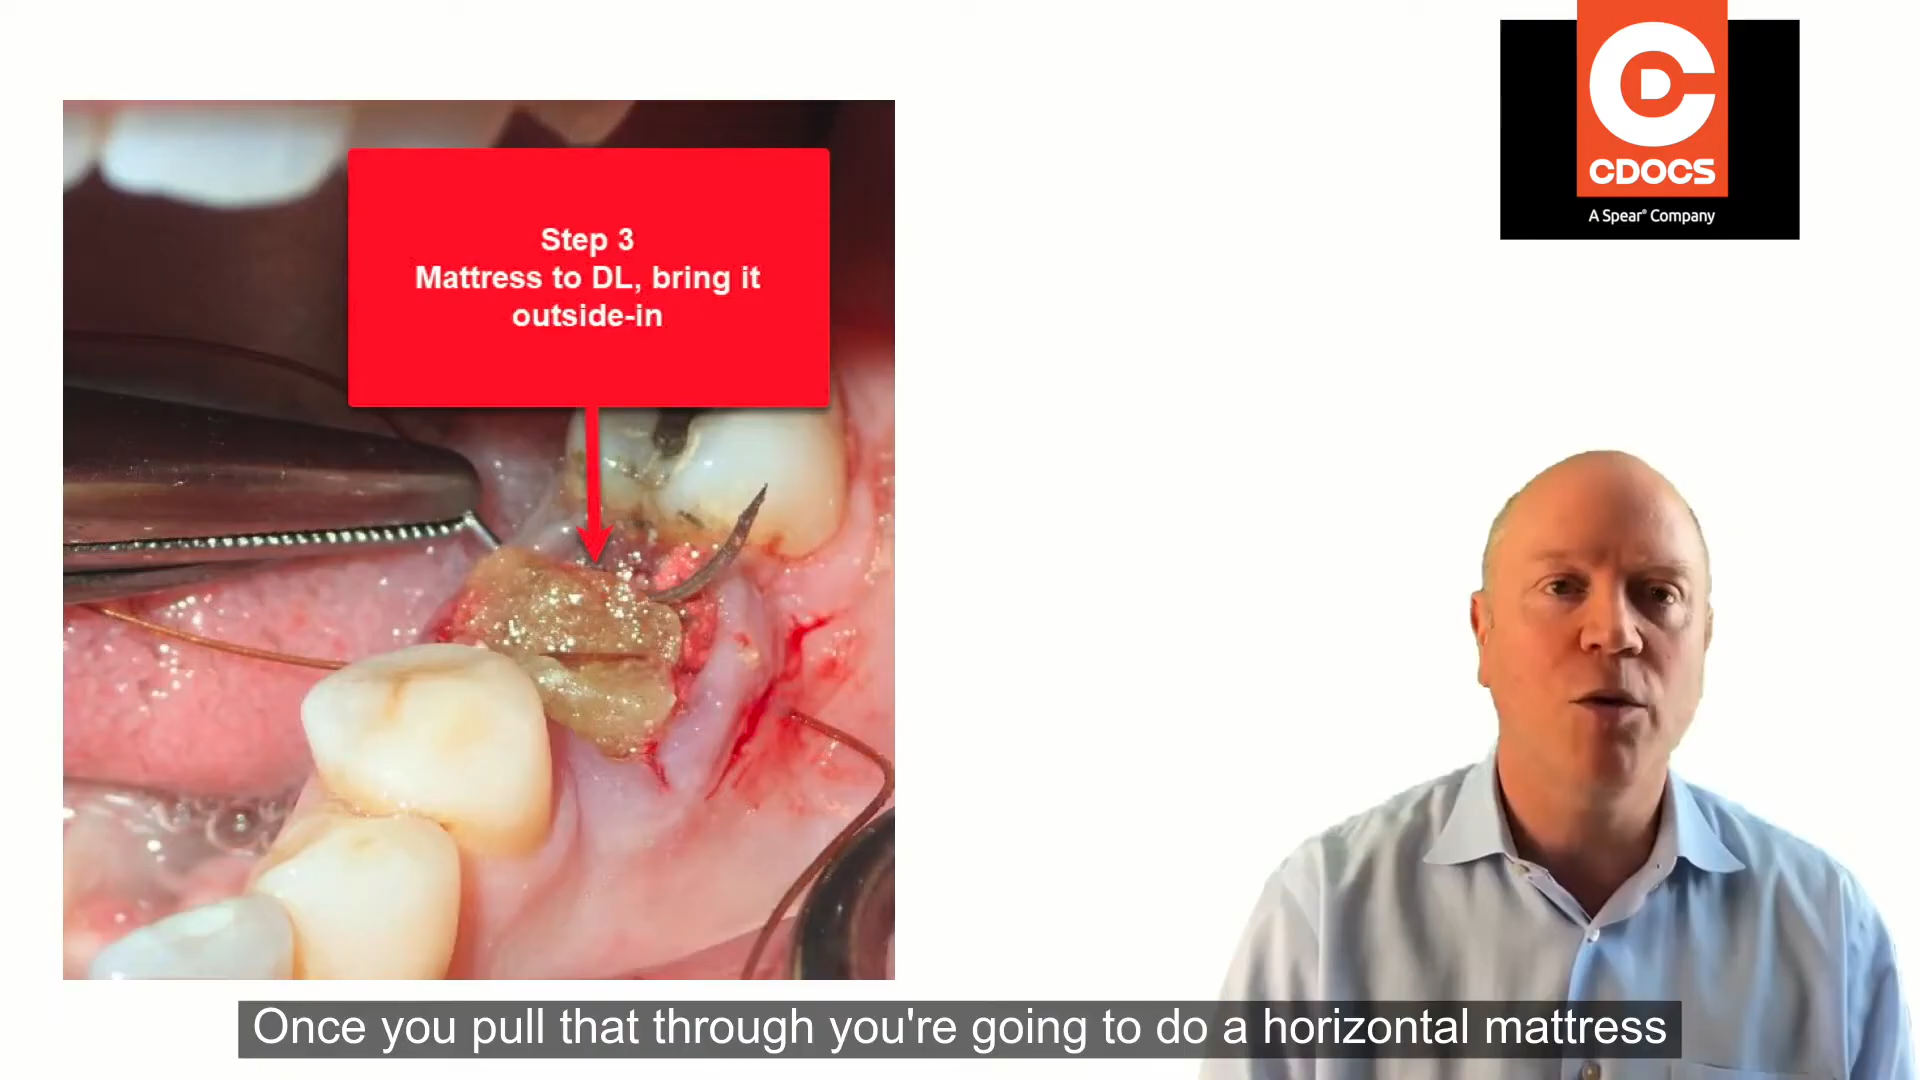 CDOCS
A Spear® Company
Step 3
Mattress to DL, bring it
outside-in
Once you pull that through you're going to do a horizontal mattress